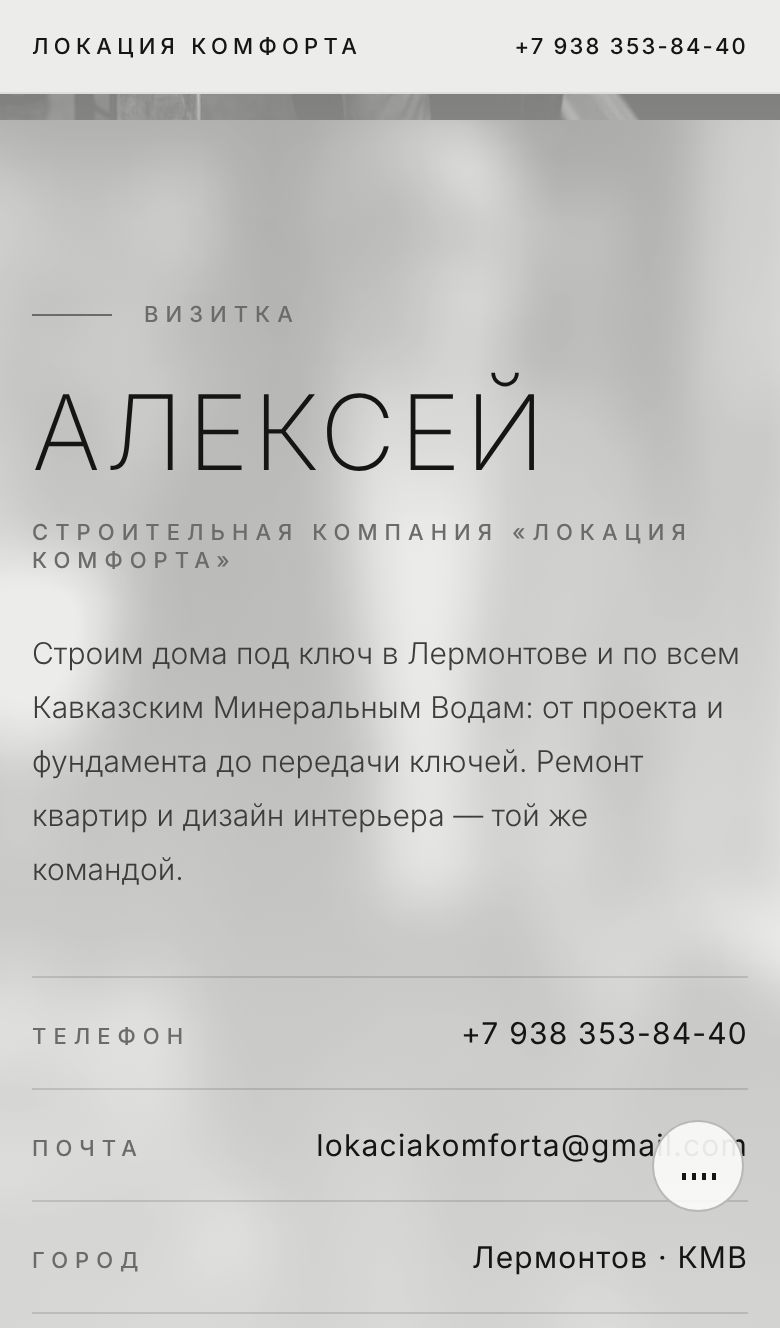 ЛОКАЦИЯ КОМФОРТА
+7 938 353-84-40
ВИЗИТКА
АЛЕКСЕЙ
СТРОИТЕЛЬНАЯ КОМПАНИЯ «ЛОКАЦИЯ
КОМФОРТА»
Строим дома под ключ в Лермонтове и по всем
Кавказским Минеральным Водам: от проекта и
фундамента до передачи ключей. Ремонт
квартир и дизайн интерьера — той же
командой.
ТЕЛЕФОН
+7 938 353-84-40
ПОЧТА
lokaciakomforta@gmail.com
ГОРОД
Лермонтов · КМВ